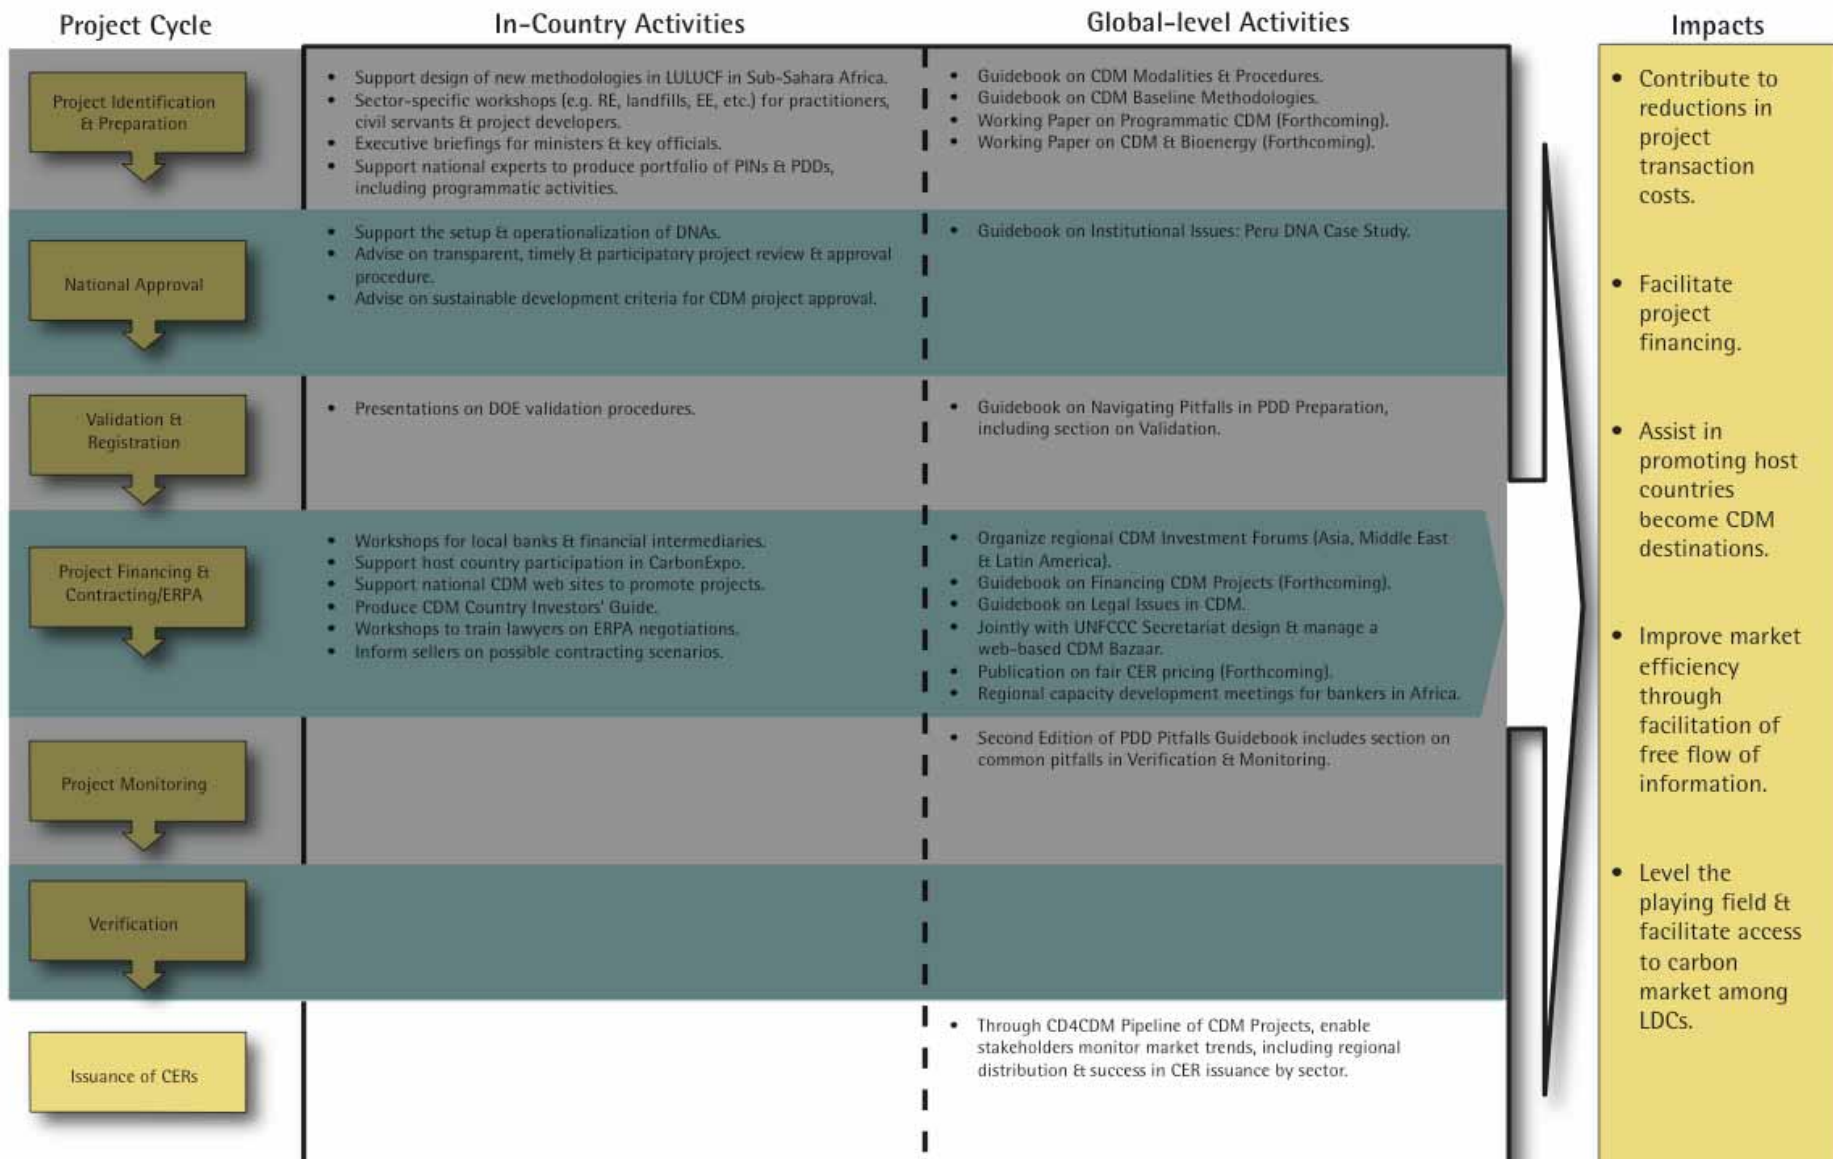 Project Cycle
In-Country Activities
Global-level Activities
Impacts
Project Identification
& Preparation
• Support design of new methodologies in LULUCF in Sub-Sahara Africa.
• Sector-specific workshops (e.g. RE, landfills, EE, etc.) for practitioners,
civil servants & project developers.
• Executive briefings for ministers & key officials.
• Support national experts to produce portfolio of PINs & PDDs,
including programmatic activities.
• Guidebook on CDM Modalities & Procedures.
• Guidebook on CDM Baseline Methodologies.
• Working Paper on Programmatic CDM (Forthcoming).
• Working Paper on CDM & Bioenergy (Forthcoming).
National Approval
• Support the setup & operationalization of DNAs.
• Advise on transparent, timely & participatory project review & approval
procedure.
• Advise on sustainable development criteria for CDM project approval.
• Guidebook on Institutional Issues: Peru DNA Case Study.
Validation &
Registration
• Presentations on DOE validation procedures.
• Guidebook on Navigating Pitfalls in PDD Preparation,
including section on Validation.
Project Financing &
Contracting/ERPA
• Workshops for local banks & financial intermediaries.
• Support host country participation in CarbonExpo.
• Support national CDM web sites to promote projects.
• Produce CDM Country Investors' Guide.
• Workshops to train lawyers on ERPA negotiations.
• Inform sellers on possible contracting scenarios.
• Organize regional CDM Investment Forums (Asia, Middle East
& Latin America).
• Guidebook on Financing CDM Projects (Forthcoming).
• Guidebook on Legal Issues in CDM.
• Jointly with UNFCCC Secretariat design & manage a
web-based CDM Bazaar.
• Publication on fair CER pricing (Forthcoming).
• Regional capacity development meetings for bankers in Africa.
Project Monitoring
• Second Edition of PDD Pitfalls Guidebook includes section on
common pitfalls in Verification & Monitoring.
Verification
Issuance of CERs
• Through CD4CDM Pipeline of CDM Projects, enable
stakeholders monitor market trends, including regional
distribution & success in CER issuance by sector.
• Contribute to
reductions in
project
transaction
costs.
• Facilitate
project
financing.
• Assist in
promoting host
countries
become CDM
destinations.
• Improve market
efficiency
through
facilitation of
free flow of
information.
• Level the
playing field &
facilitate access
to carbon
market among
LDCs.